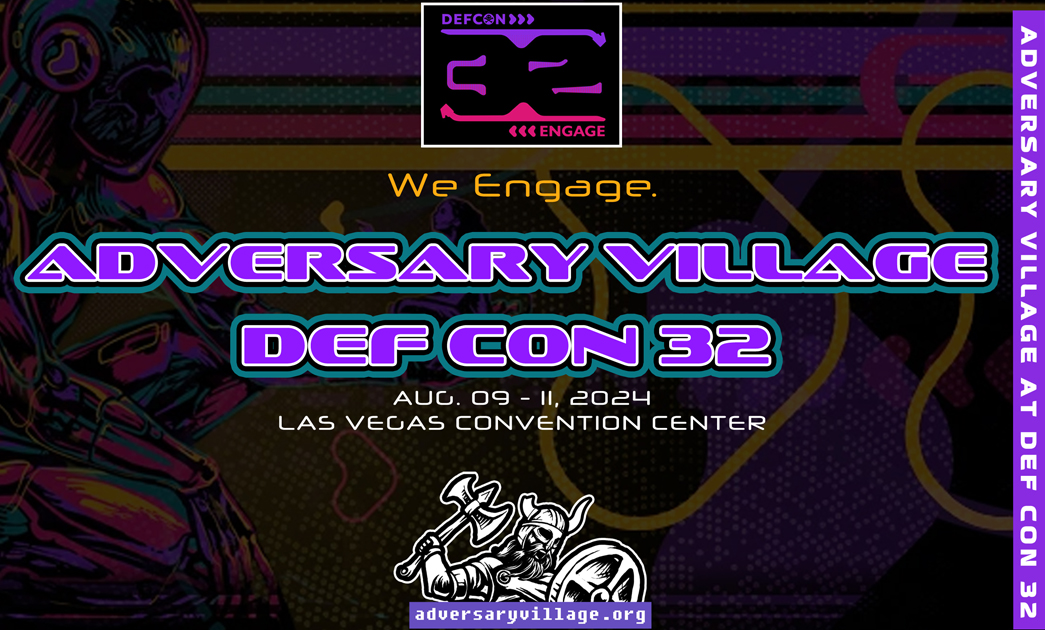 DEFCON
32
ENGAGE
We Engage.
ADVERSARY VILLAGE
DEF CON 32
AUG. 09 - 11, 2024
LAS VEGAS CONVENTION CENTER
adversaryvillage.org
ADVERSARY VILLAGE AT DEF CON 32